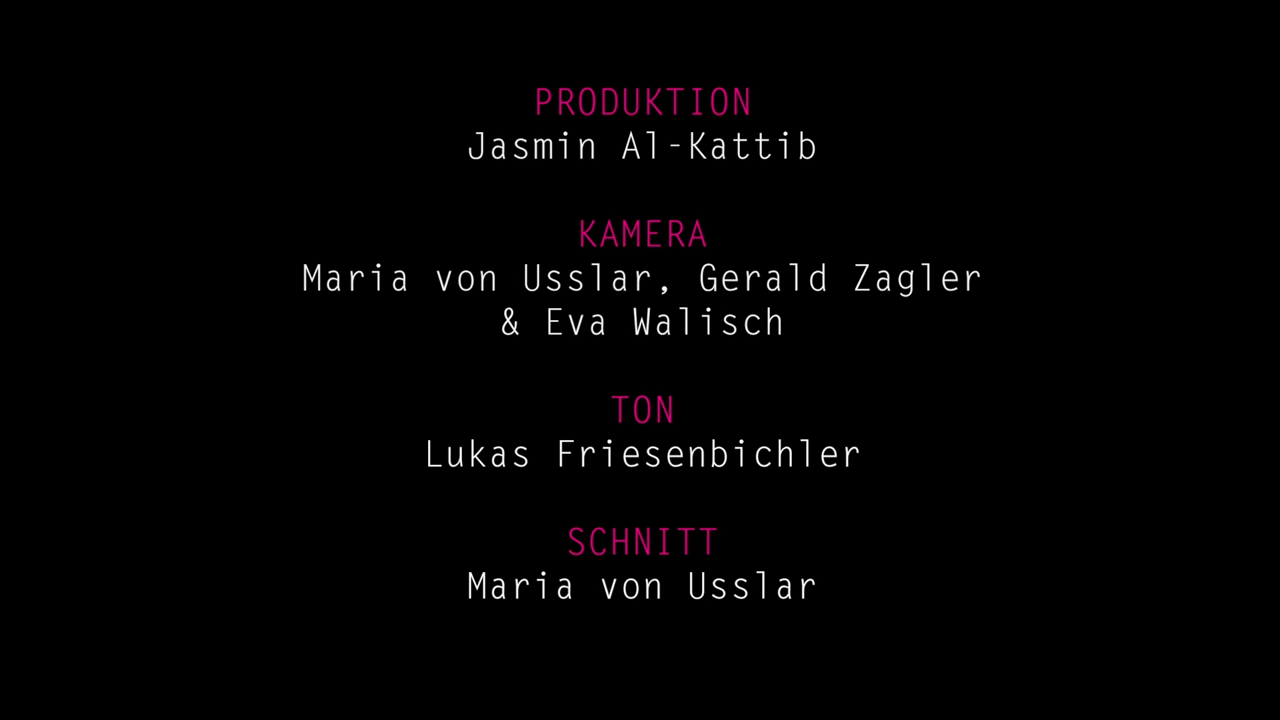 PRODUKTION
Jasmin Al-Kattib
KAMERA
Maria von Usslar, Gerald Zagler
& Eva Walisch
TON
Lukas Friesenbichler
SCHNITT
Maria von Usslar